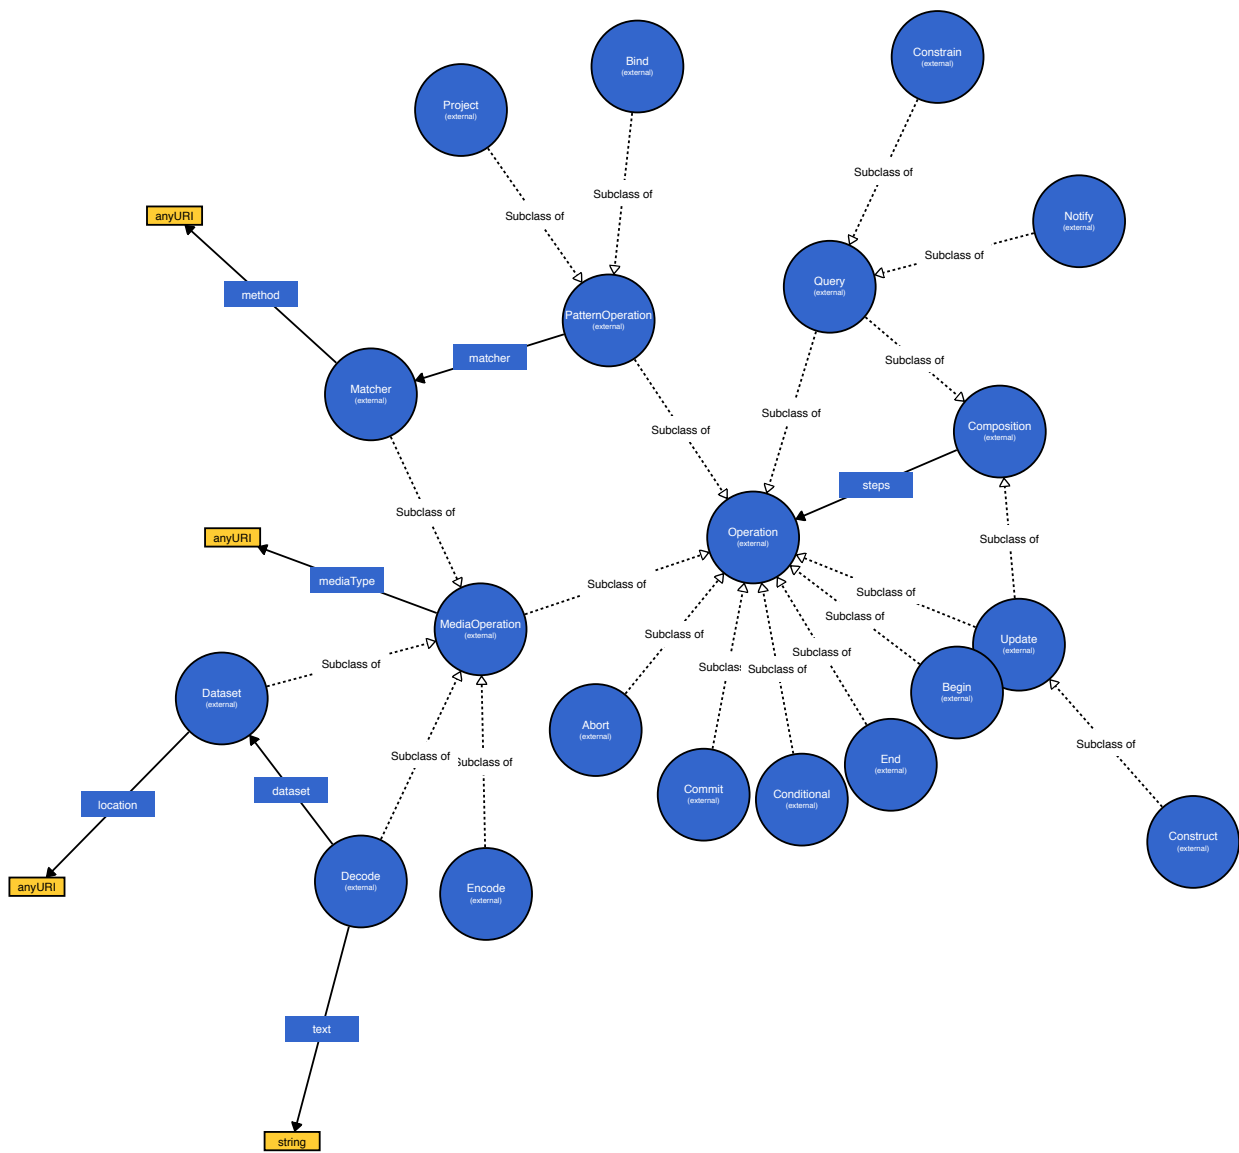 Constrain
(external)
Bind
(external)
Project
(external)
Subclass of
Subclass of
Subclass of
anyURI
Notify
(external)
Subclass of
Query
(external)
method
PatternOperation
(external)
matcher
Subclass of
Matcher
(external)
Subclass of
Composition
(external)
Subclass of
steps
Subclass of
Operation
(external)
anyURI
Subclass of
mediaType
Subclass of
Subclass of
MediaOperation
(external)
Subclass of
Subclass of
Update
(external)
Subclass of
Subclass of
Subclass of
Dataset
(external)
Begin
(external)
Abort
(external)
Subclass of
Subclass of
Subclass of
End
(external)
dataset
Commit
(external)
Conditional
(external)
location
Construct
(external)
Decode
(external)
anyURI
Encode
(external)
text
string